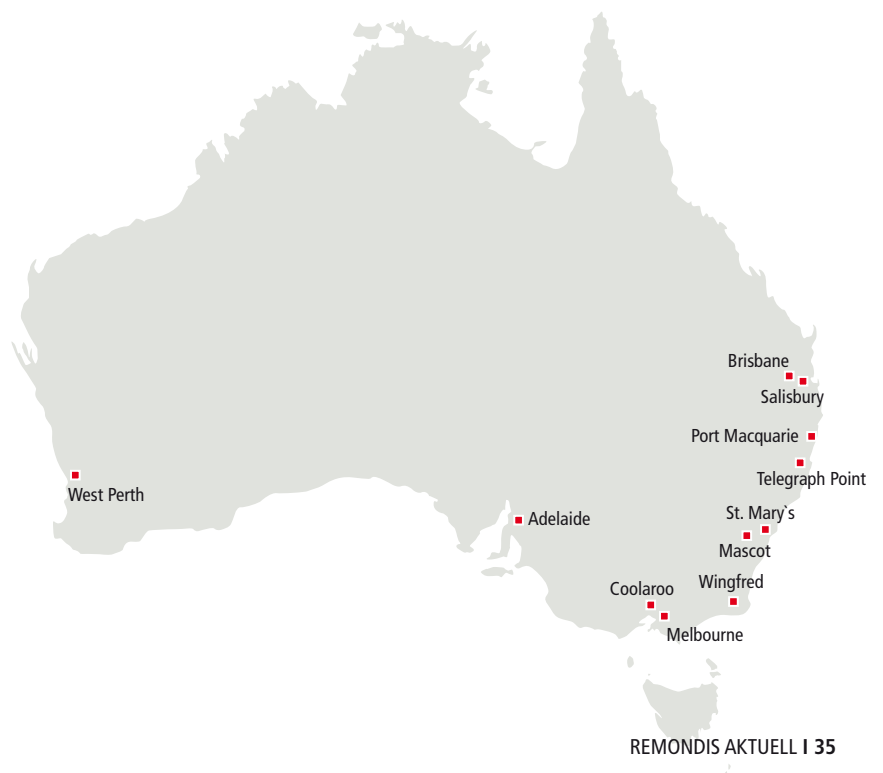 Brisbane
Salisbury
Port Macquarie
Telegraph Point
West Perth
Adelaide
St. Mary`s
Mascot
Wingfred
Coolaroo
Melbourne
REMONDIS AKTUELL I 35